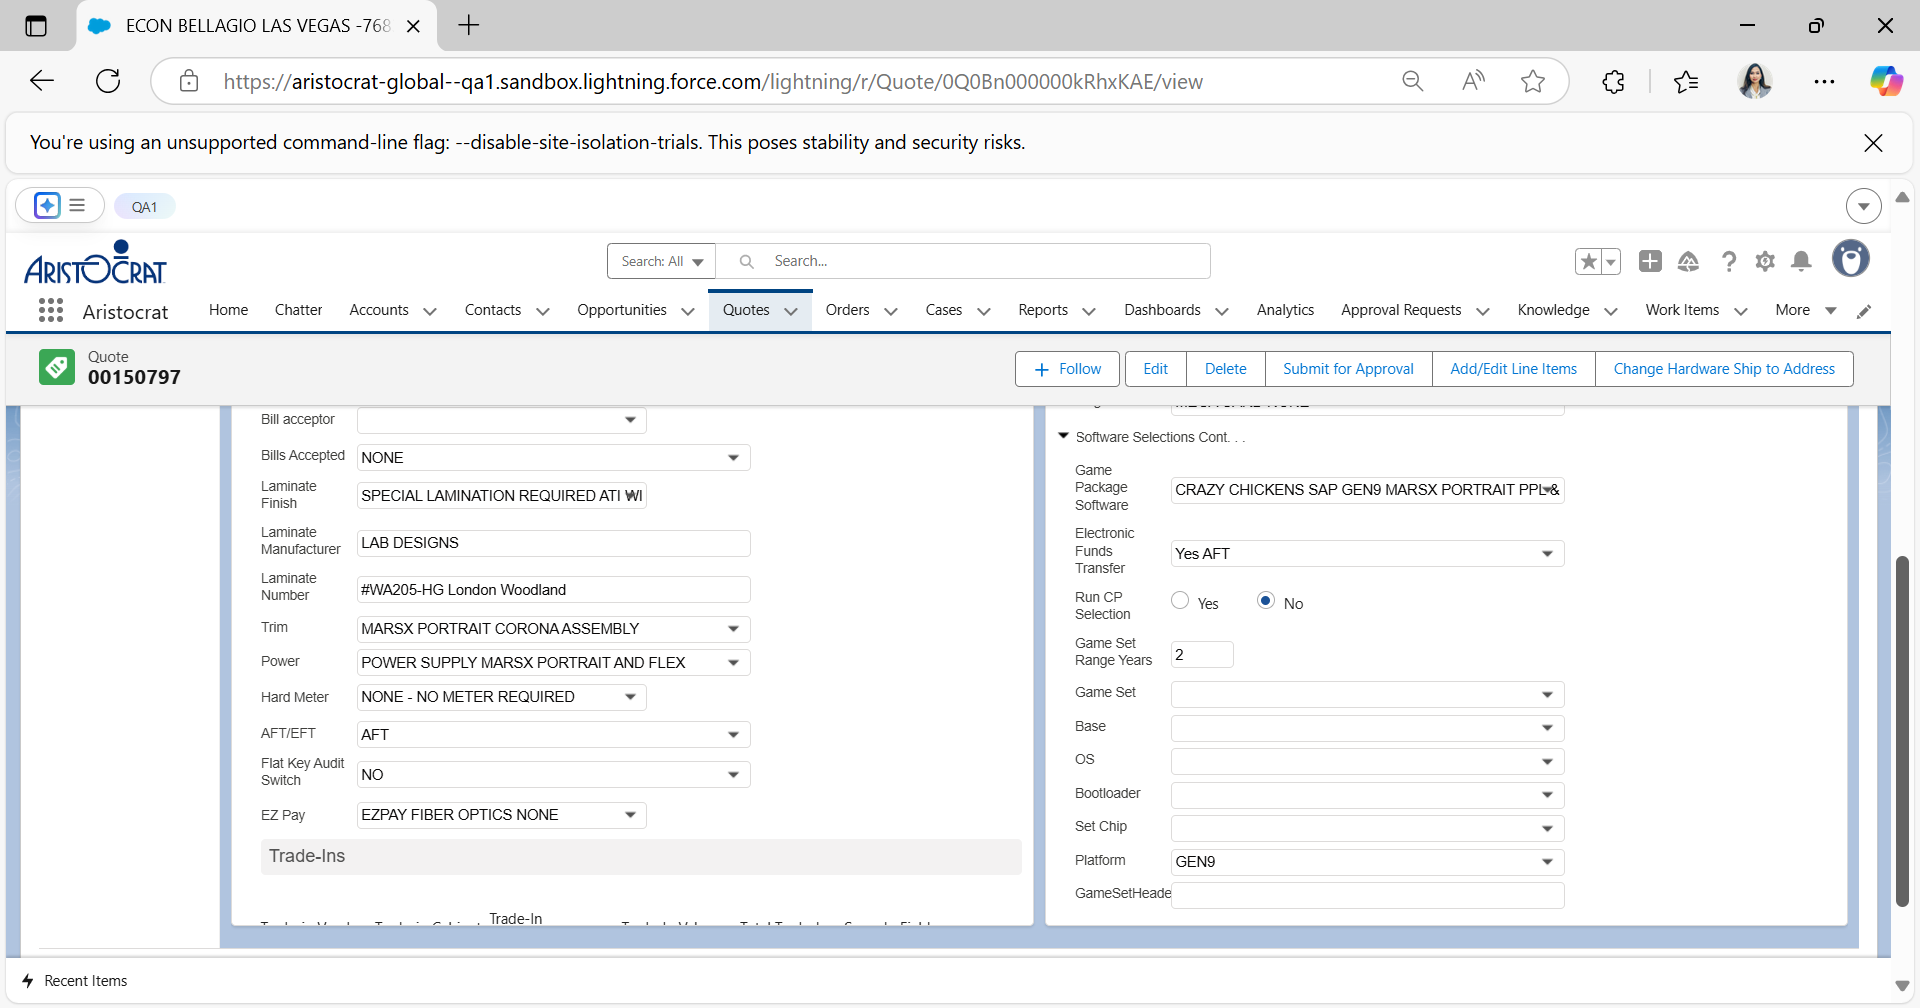 ECON BELLAGIO LAS VEGAS -768
https://aristocrat-global--qa1.sandbox.lightning.force.com/lightning/r/Quote/0Q0Bn000000kRhxKAE/view
You're using an unsupported command-line flag: --disable-site-isolation-trials. This poses stability and security risks.
QA1
ARISTOCRAT
Search: All
Search...
Aristocrat
Home Chatter Accounts Contacts Opportunities Quotes Orders Cases Reports Dashboards Analytics Approval Requests Knowledge Work Items More
Quote
00150797
Follow Edit Delete Submit for Approval Add/Edit Line Items Change Hardware Ship to Address
Bill acceptor
Bills Accepted NONE
Laminate
Finish
SPECIAL LAMINATION REQUIRED ATI WI
Laminate
Manufacturer
LAB DESIGNS
Laminate
Number
#WA205-HG London Woodland
Trim MARSX PORTRAIT CORONA ASSEMBLY
Power POWER SUPPLY MARSX PORTRAIT AND FLEX
Hard Meter NONE - NO METER REQUIRED
AFT/EFT AFT
Flat Key Audit
Switch
NO
EZ Pay EZPAY FIBER OPTICS NONE
Trade-Ins
Trade-In
Software Selections Cont. . .
Game
Package
Software
CRAZY CHICKENS SAP GEN9 MARSX PORTRAIT PPL &
Electronic
Funds
Transfer
Yes AFT
Run CP
Selection
Yes No
Game Set
Range Years
2
Game Set
Base
OS
Bootloader
Set Chip
Platform GEN9
GameSetHeade
Recent Items